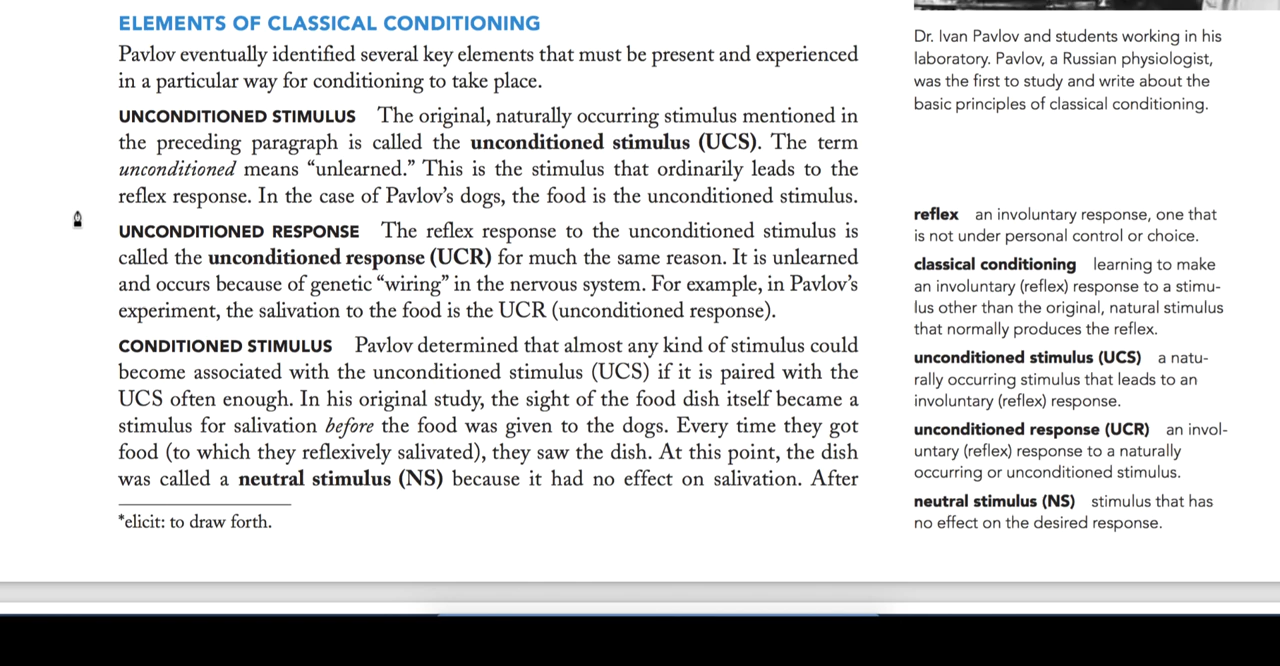 ELEMENTS OF CLASSICAL CONDITIONING
Pavlov eventually identified several key elements that must be present and experienced
in a particular way for conditioning to take place.
UNCONDITIONED STIMULUS The original, naturally occurring stimulus mentioned in
the preceding paragraph is called the unconditioned stimulus (UCS). The term
unconditioned means “unlearned.” This is the stimulus that ordinarily leads to the
reflex response. In the case of Pavlov’s dogs, the food is the unconditioned stimulus.
UNCONDITIONED RESPONSE The reflex response to the unconditioned stimulus is
called the unconditioned response (UCR) for much the same reason. It is unlearned
and occurs because of genetic “wiring” in the nervous system. For example, in Pavlov’s
experiment, the salivation to the food is the UCR (unconditioned response).
CONDITIONED STIMULUS Pavlov determined that almost any kind of stimulus could
become associated with the unconditioned stimulus (UCS) if it is paired with the
UCS often enough. In his original study, the sight of the food dish itself became a
stimulus for salivation before the food was given to the dogs. Every time they got
food (to which they reflexively salivated), they saw the dish. At this point, the dish
was called a neutral stimulus (NS) because it had no effect on salivation. After
*elicit: to draw forth.
Dr. Ivan Pavlov and students working in his
laboratory. Pavlov, a Russian physiologist,
was the first to study and write about the
basic principles of classical conditioning.
reflex an involuntary response, one that
is not under personal control or choice.
classical conditioning learning to make
an involuntary (reflex) response to a stimu-
lus other than the original, natural stimulus
that normally produces the reflex.
unconditioned stimulus (UCS) a natu-
rally occurring stimulus that leads to an
involuntary (reflex) response.
unconditioned response (UCR) an invol-
untary (reflex) response to a naturally
occurring or unconditioned stimulus.
neutral stimulus (NS) stimulus that has
no effect on the desired response.